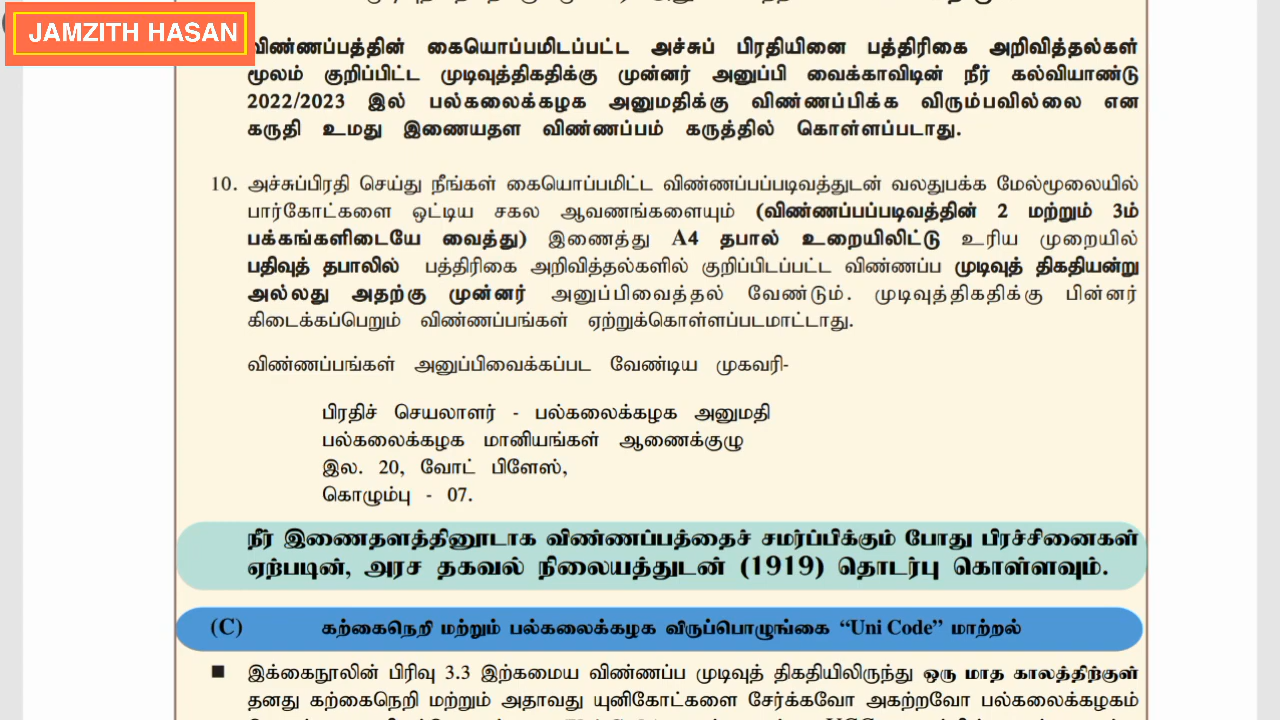 JAMZITH HASAN
விண்ணப்பத்தின் கையொப்பமிடப்பட்ட அச்சுப் பிரதியினை பத்திரிகை அறிவித்தல்கள்
மூலம் குறிப்பிட்ட முடிவுத்திகதிக்கு முன்னர் அனுப்பி வைக்காவிடின் நீர் கல்வியாண்டு
2022/2023 இல் பல்கலைக்கழக அனுமதிக்கு விண்ணப்பிக்க விரும்பவில்லை என
கருதி உமது இணையதள விண்ணப்பம் கருத்தில் கொள்ளப்படாது.
10. அச்சுப்பிரதி செய்து நீங்கள் கையொப்பமிட்ட விண்ணப்பப்படிவத்துடன் வலதுபக்க மேல்மூலையில்
பார்கோட்களை ஒட்டிய சகல ஆவணங்களையும் (விண்ணப்பப்படிவத்தின் 2 மற்றும் 3ம்
பக்கங்களிடையே வைத்து) இணைத்து A4 தபால் உறையிலிட்டு உரிய முறையில்
பதிவுத் தபாலில் பத்திரிகை அறிவித்தல்களில் குறிப்பிடப்பட்ட விண்ணப்ப முடிவுத் திகதியன்று
அல்லது அதற்கு முன்னர் அனுப்பிவைத்தல் வேண்டும். முடிவுத்திகதிக்கு பின்னர்
கிடைக்கப்பெறும் விண்ணப்பங்கள் ஏற்றுக்கொள்ளப்படமாட்டாது.
விண்ணப்பங்கள் அனுப்பிவைக்கப்பட வேண்டிய முகவரி-
பிரதிச் செயலாளர் - பல்கலைக்கழக அனுமதி
பல்கலைக்கழக மானியங்கள் ஆணைக்குழு
இல. 20, வோட் பிளேஸ்,
கொழும்பு - 07.
நீர் இணைதளத்தினூடாக விண்ணப்பத்தைச் சமர்ப்பிக்கும் போது பிரச்சினைகள்
ஏற்படின், அரச தகவல் நிலையத்துடன் (1919) தொடர்பு கொள்ளவும்.
(C) கற்கைநெறி மற்றும் பல்கலைக்கழக விருப்பொழுங்கை “Uni Code” மாற்றல்
■ இக்கைநூலின் பிரிவு 3.3 இற்கமைய விண்ணப்ப முடிவுத் திகதியிலிருந்து ஒரு மாத காலத்திற்குள்
தனது கற்கைநெறி மற்றும் அதாவது யுனிகோட்களை சேர்க்கவோ அகற்றவோ பல்கலைக்கழகம்